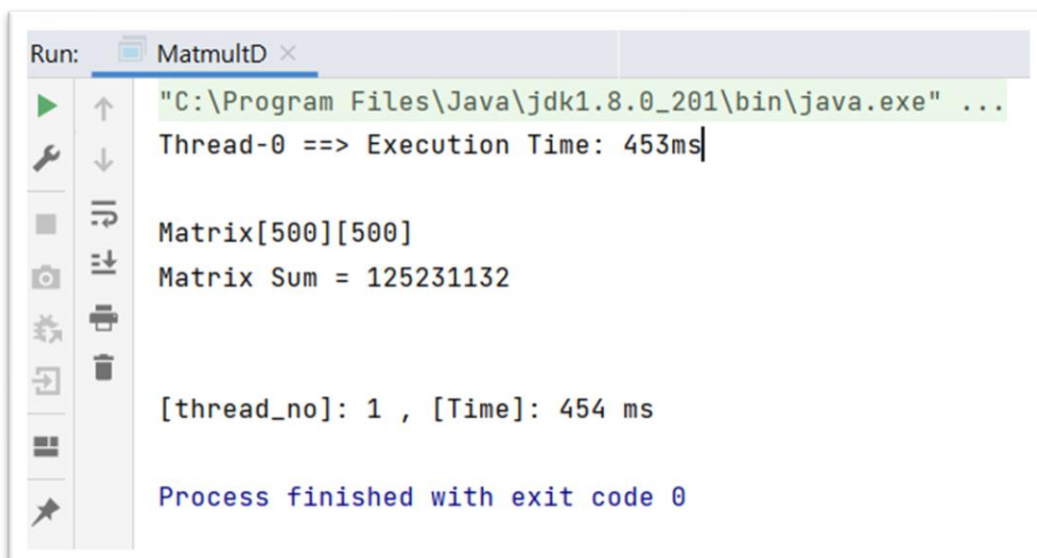 Run: MatmultD
"C:\Program Files\Java\jdk1.8.0_201\bin\java.exe" ...
Thread-0 ==> Execution Time: 453ms
Matrix[500][500]
Matrix Sum = 125231132
[thread_no]: 1 , [Time]: 454 ms
Process finished with exit code 0